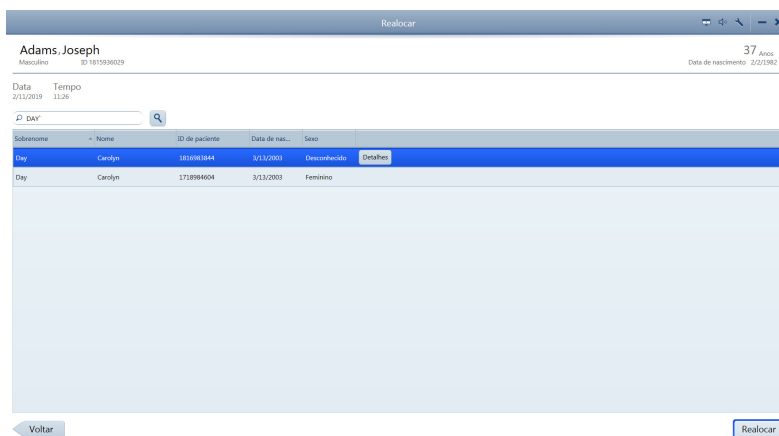 Realocar
Adams, Joseph
37 Anos
Masculino ID 1815936029
Data de nascimento 2/2/1982
Data Tempo
2/11/2019 11:26
DAY'
Sobrenome Nome ID de paciente Data de nas... Sexo
Day Carolyn 1816983844 3/13/2003 Desconhecido Detalhes
Day Carolyn 1718984604 3/13/2003 Feminino
Voltar Realocar